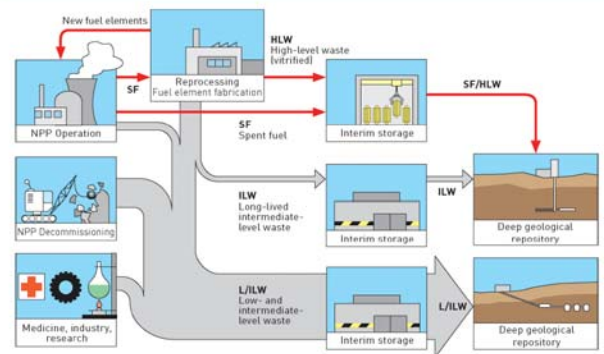 New fuel elements
HLW
High-level waste
(vitrified)
SF
Reprocessing
Fuel element fabrication
SF/HLW
NPP Operation
SF
Spent fuel
Interim storage
ILW
Long-lived
intermediate-
level waste
ILW
NPP Decommissioning
Interim storage
Deep geological
repository
L/ILW
Low- and
intermediate-
level waste
L/ILW
Medicine, industry,
research
Interim storage
Deep geological
repository